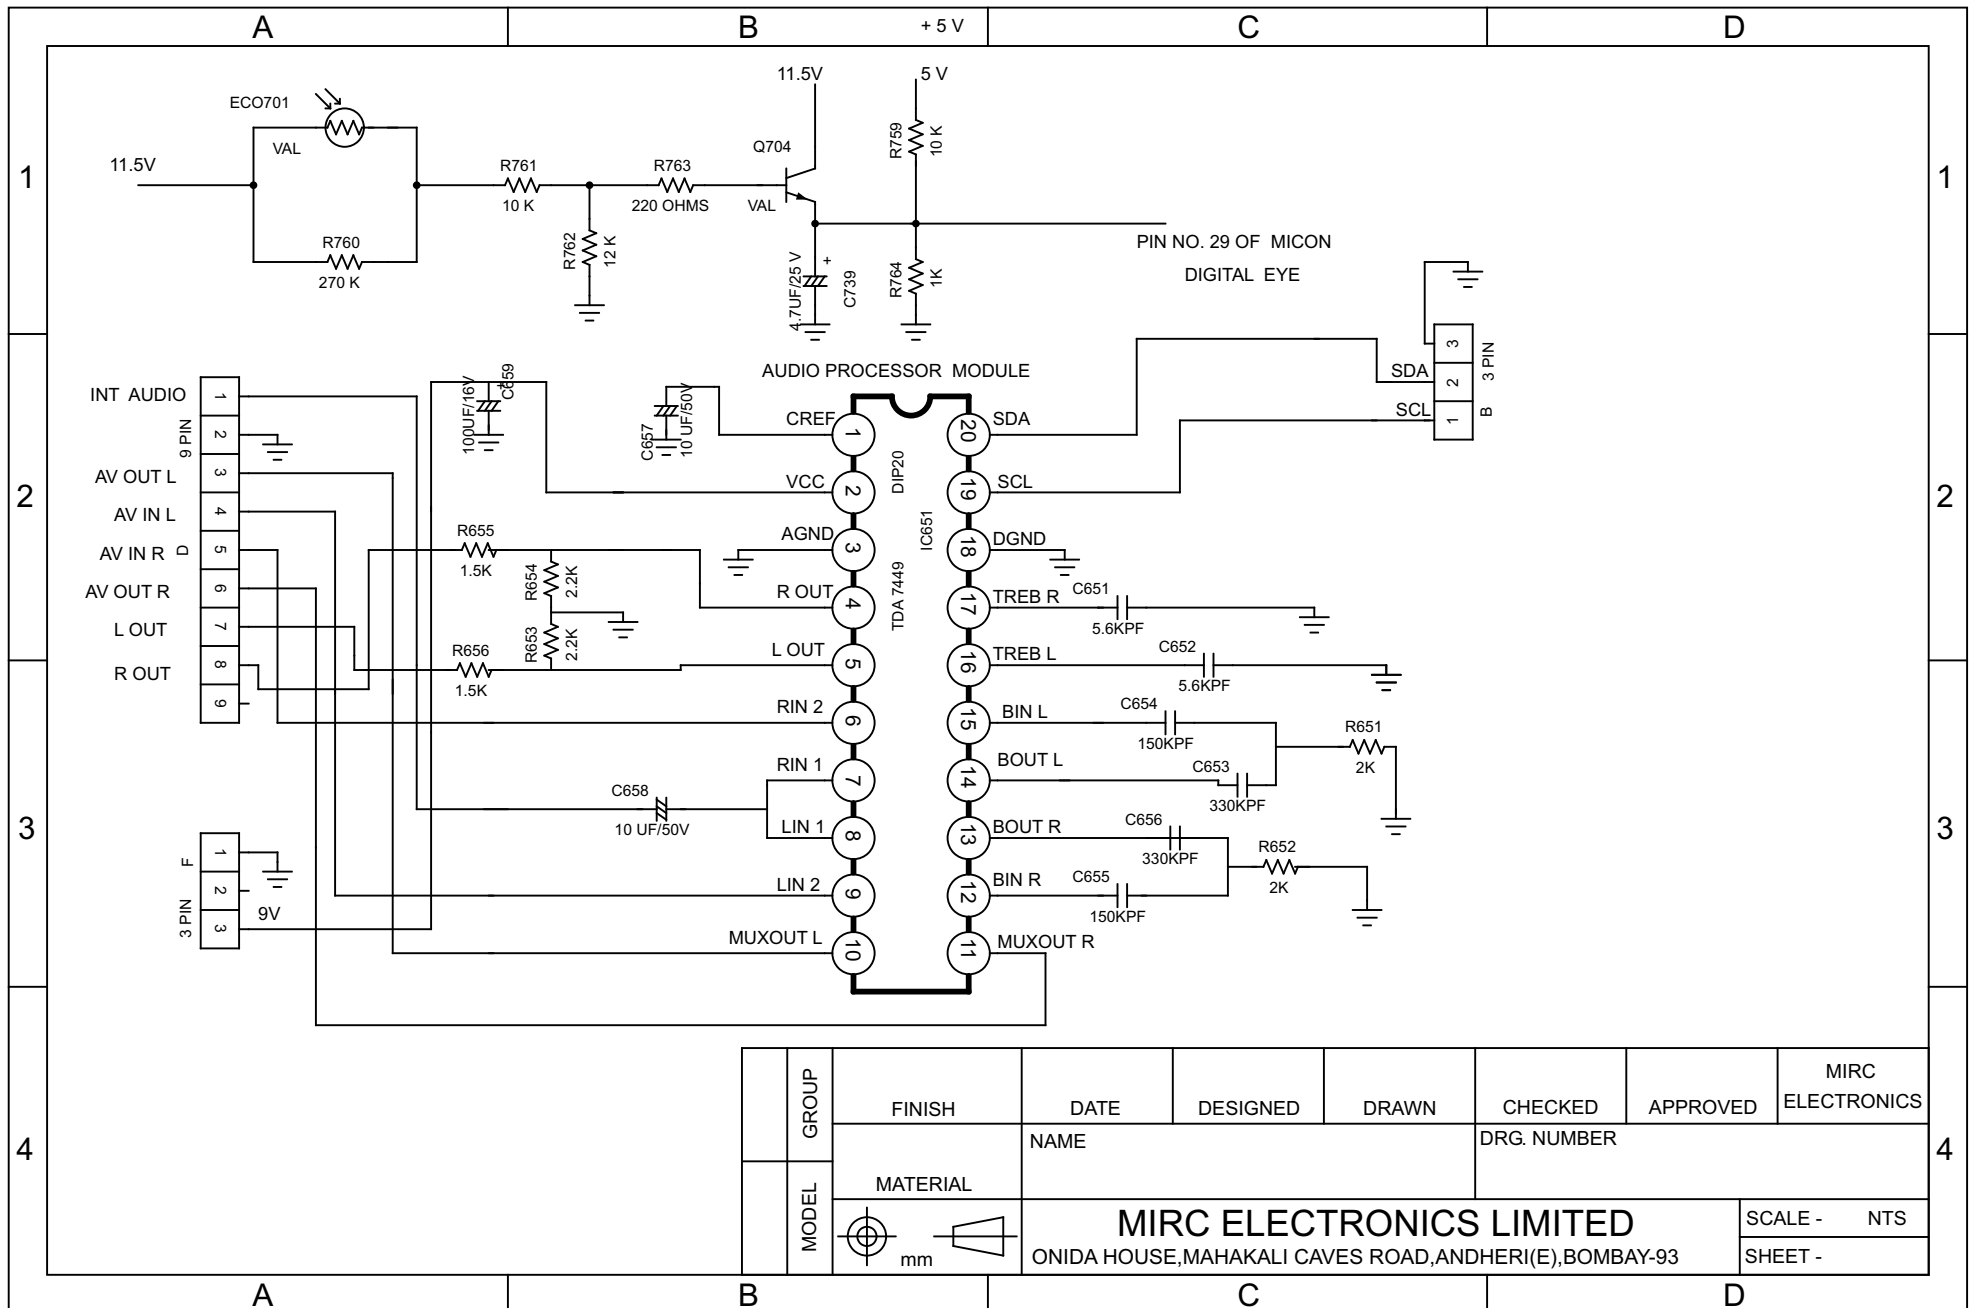 A
B
+ 5 V
C
D
1
1
2
2
3
3
4
4
ECO701
VAL
11.5V
R760
270 K
R761
10 K
R762
12 K
R763
220 OHMS
Q704
VAL
11.5V
5 V
R759
10 K
4.7UF/25 V
+
C739
R764
1K
PIN NO. 29 OF MICON
DIGITAL EYE
3
2
1
3 PIN
B
SDA
SCL
AUDIO PROCESSOR MODULE
INT AUDIO
AV OUT L
AV IN L
AV IN R
AV OUT R
L OUT
R OUT
9 PIN
D
1
2
3
4
5
6
7
8
9
100UF/16V
+
C659
C657
10 UF/50V
R655
1.5K
R654
2.2K
R653
2.2K
R656
1.5K
C658
10 UF/50V
F
3 PIN
1
2
3
9V
CREF
VCC
AGND
R OUT
L OUT
RIN 2
RIN 1
LIN 1
LIN 2
MUXOUT L
1
2
3
4
5
6
7
8
9
10
DIP20
IC651
TDA 7449
20
19
18
17
16
15
14
13
12
11
SDA
SCL
DGND
TREB R
TREB L
BIN L
BOUT L
BOUT R
BIN R
MUXOUT R
C651
5.6KPF
C652
5.6KPF
C654
150KPF
C653
330KPF
R651
2K
C656
330KPF
C655
150KPF
R652
2K
GROUP
MODEL
FINISH
DATE
DESIGNED
DRAWN
CHECKED
APPROVED
MIRC
ELECTRONICS
MATERIAL
NAME
DRG. NUMBER
mm
MIRC ELECTRONICS LIMITED
ONIDA HOUSE,MAHAKALI CAVES ROAD,ANDHERI(E),BOMBAY-93
SCALE - NTS
SHEET -
A
B
C
D